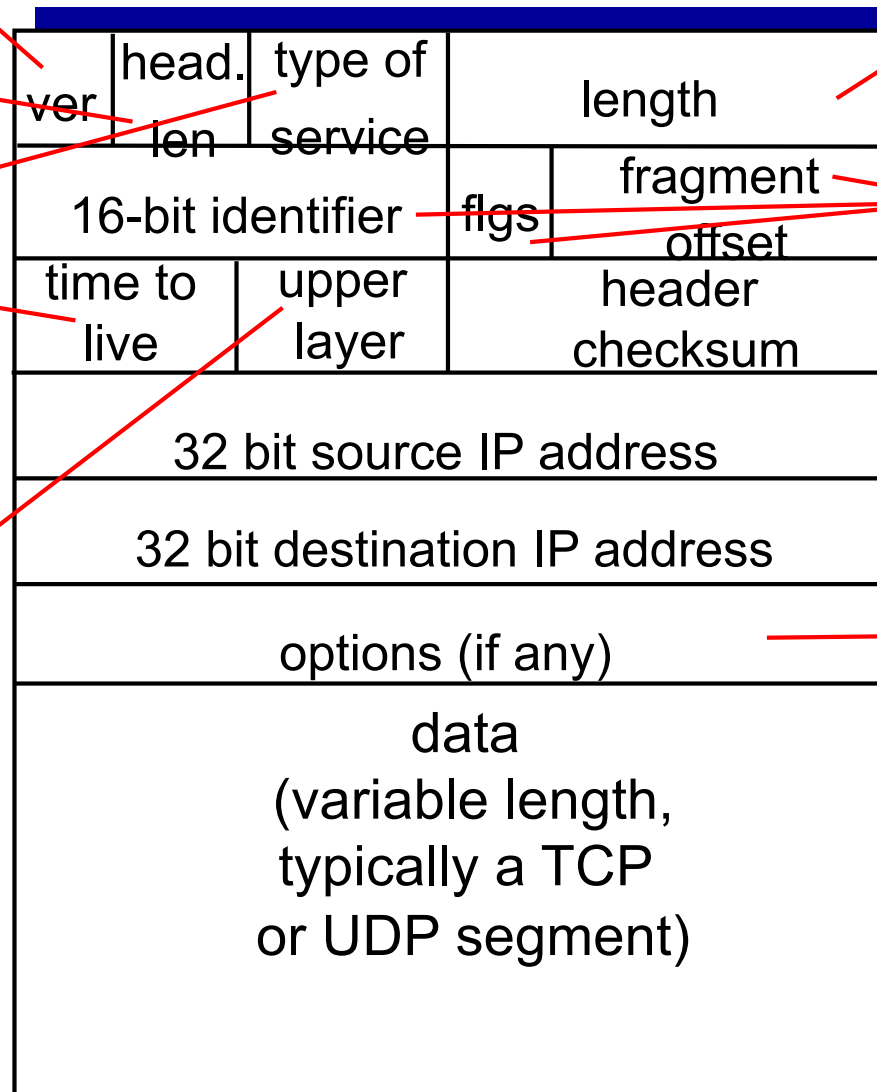 ver
head.
len
type of
service
length
16-bit identifier
flgs
fragment
offset
time to
live
upper
layer
header
checksum
32 bit source IP address
32 bit destination IP address
options (if any)
data
(variable length,
typically a TCP
or UDP segment)